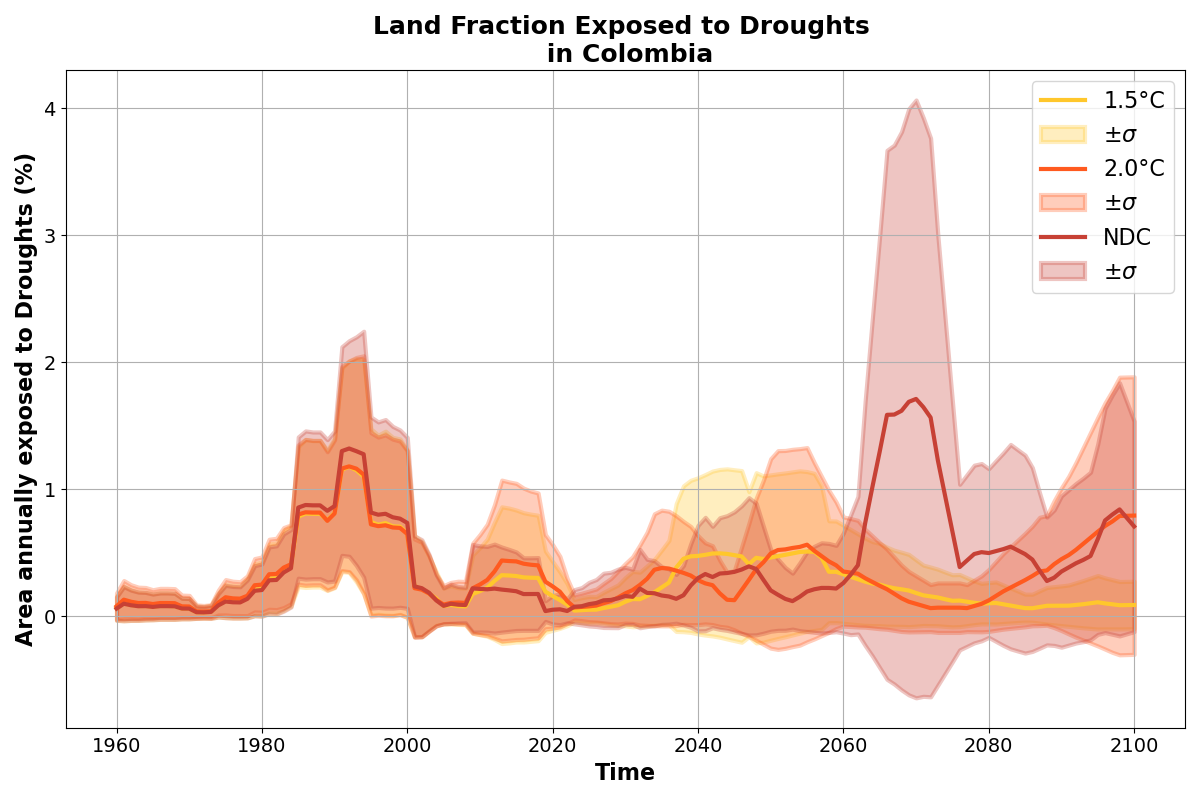 Land Fraction Exposed to Droughts
in Colombia
Area annually exposed to Droughts (%)
4
3
2
1
0
1960
1980
2000
2020
2040
2060
2080
2100
Time
1.5°C
±σ
2.0°C
±σ
NDC
±σ